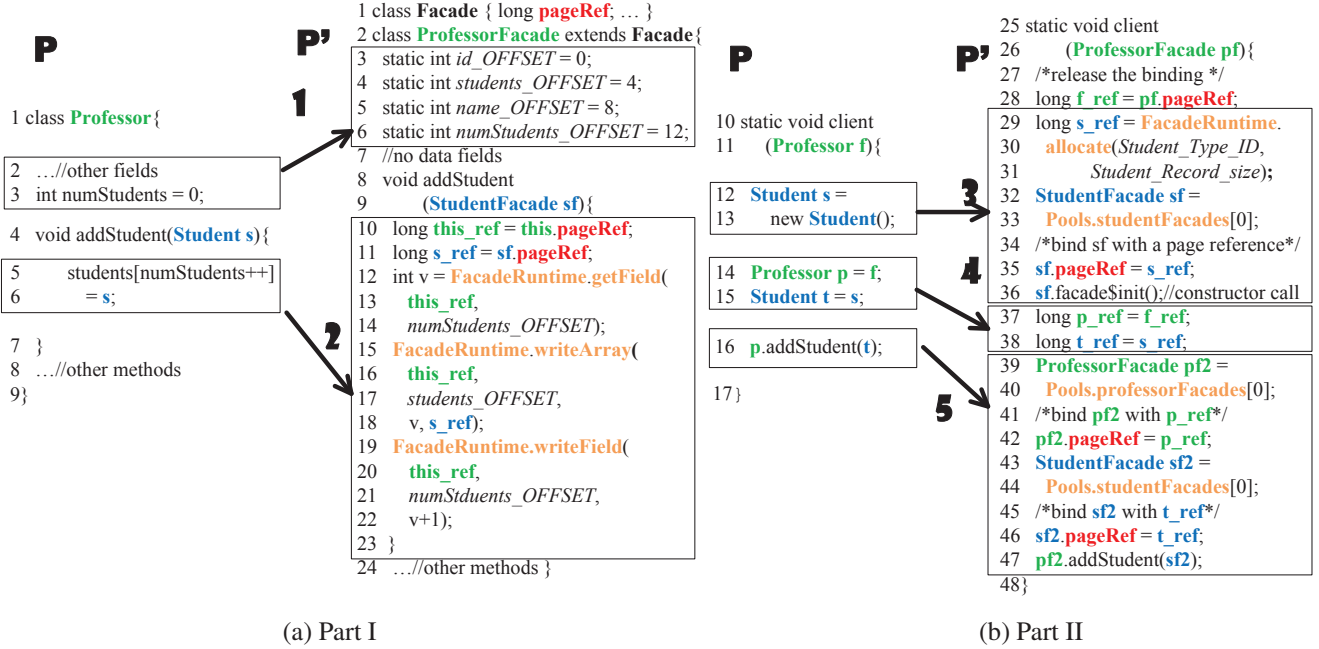 P
1 class Professor{
2 …//other fields
3 int numStudents = 0;
4 void addStudent(Student s){
5 students[numStudents++]
6 = s;
7 }
8 …//other methods
9}
1
2
P'
1 class Facade { long pageRef; … }
2 class ProfessorFacade extends Facade{
3 static int id_OFFSET = 0;
4 static int students_OFFSET = 4;
5 static int name_OFFSET = 8;
6 static int numStudents_OFFSET = 12;
7 //no data fields
8 void addStudent
9 (StudentFacade sf){
10 long this_ref = this.pageRef;
11 long s_ref = sf.pageRef;
12 int v = FacadeRuntime.getField(
13 this_ref,
14 numStudents_OFFSET);
15 FacadeRuntime.writeArray(
16 this_ref,
17 students_OFFSET,
18 v, s_ref);
19 FacadeRuntime.writeField(
20 this_ref,
21 numStduents_OFFSET,
22 v+1);
23 }
24 …//other methods }
(a) Part I
P
10 static void client
11 (Professor f){
12 Student s =
13 new Student();
14 Professor p = f;
15 Student t = s;
16 p.addStudent(t);
17}
3
4
5
P'
25 static void client
26 (ProfessorFacade pf){
27 /*release the binding */
28 long f_ref = pf.pageRef;
29 long s_ref = FacadeRuntime.
30 allocate(Student_Type_ID,
31 Student_Record_size);
32 StudentFacade sf =
33 Pools.studentFacades[0];
34 /*bind sf with a page reference*/
35 sf.pageRef = s_ref;
36 sf.facade$init();//constructor call
37 long p_ref = f_ref;
38 long t_ref = s_ref;
39 ProfessorFacade pf2 =
40 Pools.professorFacades[0];
41 /*bind pf2 with p_ref*/
42 pf2.pageRef = p_ref;
43 StudentFacade sf2 =
44 Pools.studentFacades[0];
45 /*bind sf2 with t_ref*/
46 sf2.pageRef = t_ref;
47 pf2.addStudent(sf2);
48}
(b) Part II